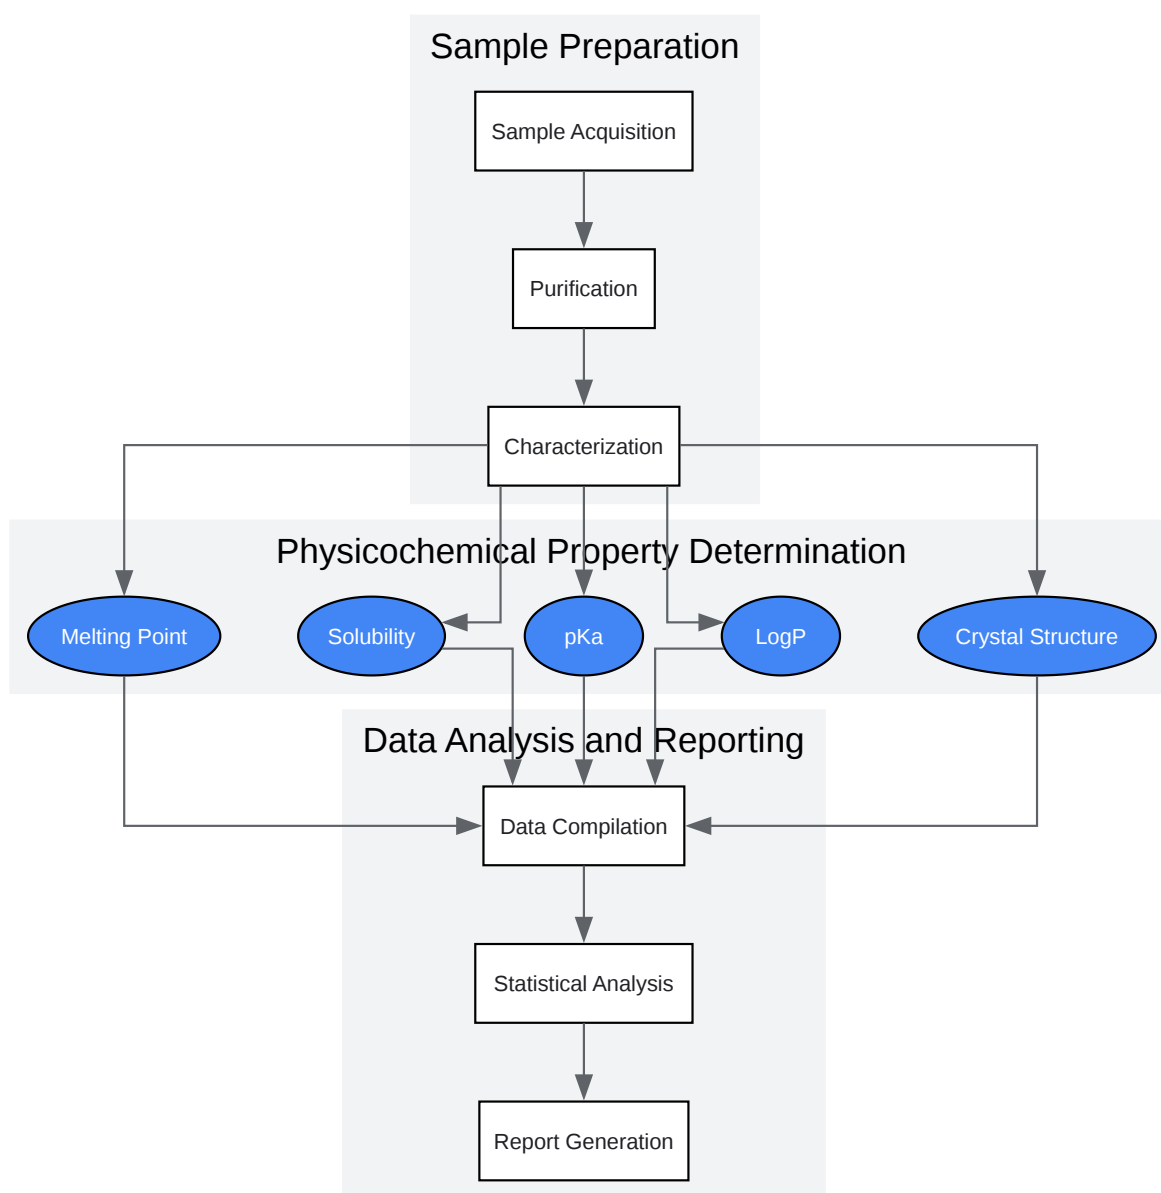 Sample Preparation
Sample Acquisition
Purification
Characterization
Physicochemical Property Determination
Melting Point
Solubility
pKa
LogP
Crystal Structure
Data Analysis and Reporting
Data Compilation
Statistical Analysis
Report Generation